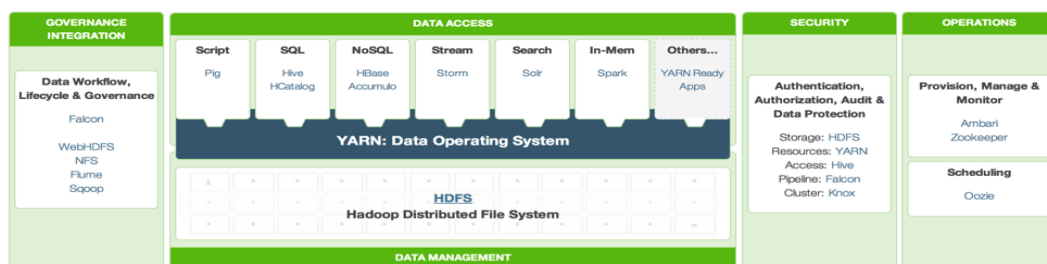 GOVERNANCE
INTEGRATION
Data Workflow,
Lifecycle & Governance
Falcon
WebHDFS
NFS
Flume
Sqoop
DATA ACCESS
Script
Pig
SQL
Hive
HCatalog
NoSQL
HBase
Accumulo
Stream
Storm
Search
Solr
In-Mem
Spark
Others...
YARN Ready
Apps
YARN: Data Operating System
1
HDFS
Hadoop Distributed File System
n
DATA MANAGEMENT
SECURITY
Authentication,
Authorization, Audit &
Data Protection
Storage: HDFS
Resources: YARN
Access: Hive
Pipeline: Falcon
Cluster: Knox
OPERATIONS
Provision, Manage &
Monitor
Ambari
Zookeeper
Scheduling
Oozie